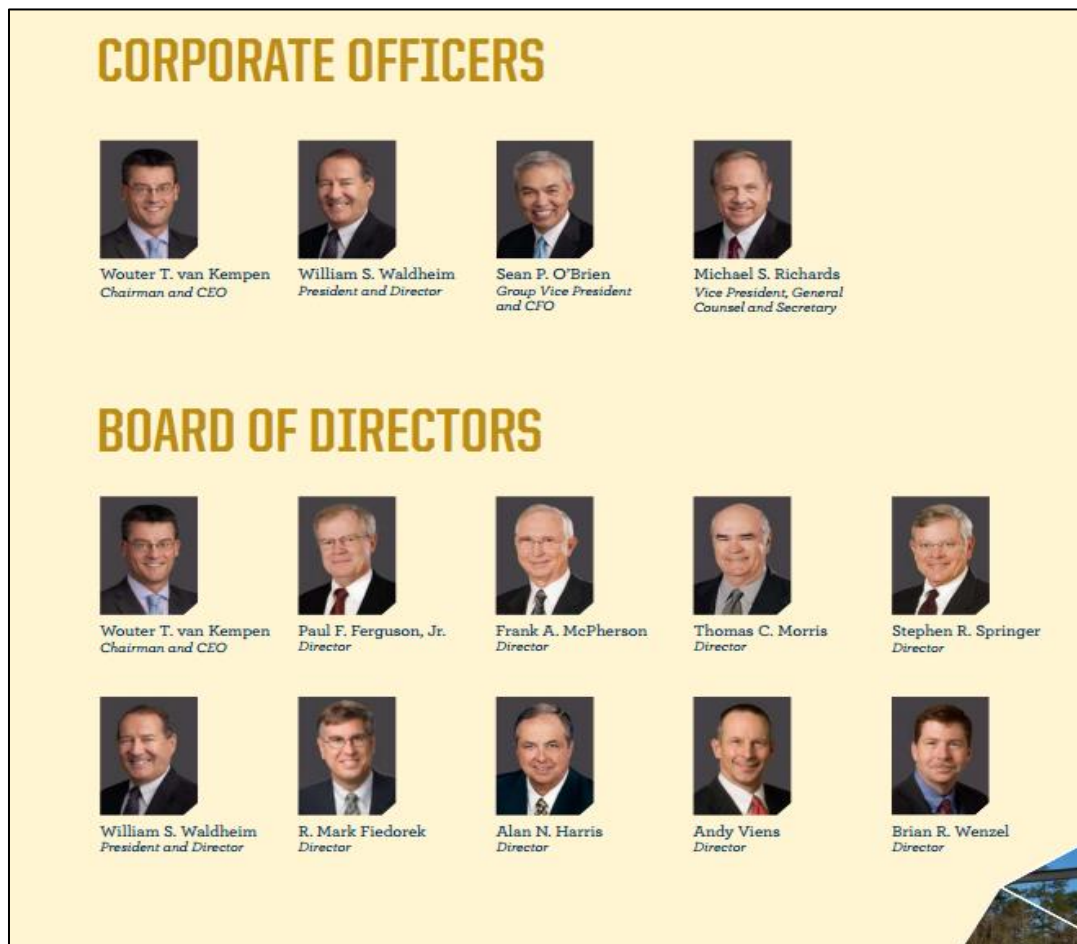 CORPORATE OFFICERS
Wouter T. van Kempen
Chairman and CEO
William S. Waldheim
President and Director
Sean P. O’Brien
Group Vice President
and CFO
Michael S. Richards
Vice President, General
Counsel and Secretary
BOARD OF DIRECTORS
Wouter T. van Kempen
Chairman and CEO
Paul F. Ferguson, Jr.
Director
Frank A. McPherson
Director
Thomas C. Morris
Director
Stephen R. Springer
Director
William S. Waldheim
President and Director
R. Mark Fiedorek
Director
Alan N. Harris
Director
Andy Viens
Director
Brian R. Wenzel
Director